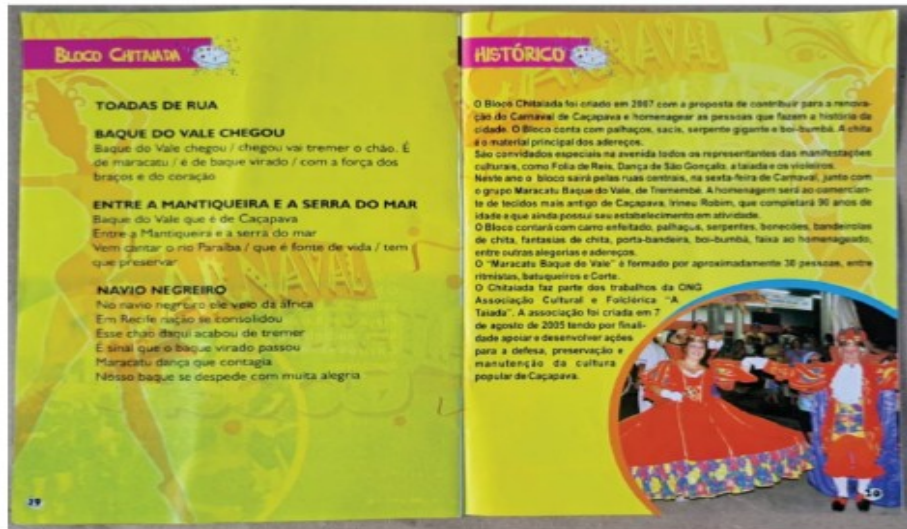 BLOCO CHITAIADA
TOADAS DE RUA
BAQUE DO VALE CHEGOU
Baque do Vale chegou / chegou vai tremer o chão. É
de maracatu / é de baque virado / com a força dos
braços e do coração
ENTRE A MANTIQUEIRA E A SERRA DO MAR
Baque do Vale que é de Caçapava
Entre a Mantiqueira e a serra do mar
Vem cantar o rio Paraíba / que é fonte de vida / tem
que preservar
NAVIO NEGREIRO
No navio negreiro ele veio da áfrica
Em Recife nação se consolidou
Esse chão daqui acabou de tremer
É sinal que o baque virado passou
Maracatu dança que contagia
Nosso baque se despede com muita alegria
29
HISTÓRICO
O Bloco Chitaiada foi criado em 2007 com a proposta de contribuir para a renova-
ção do Carnaval de Caçapava e homenagear as pessoas que fazem a história da
cidade. O Bloco conta com palhaços, sacis, serpente gigante e boi-bumbá. A chita
é o material principal dos adereços.
São convidados especiais na avenida todos os representantes das manifestações
culturais, como Folia de Reis, Dança de São Gonçalo, a taiada e os violeiros.
Neste ano o bloco sairá pelas ruas centrais, na sexta-feira de Carnaval, junto com
o grupo Maracatu Baque do Vale, de Tremembé. A homenagem será ao comercian-
te de tecidos mais antigo de Caçapava, Irineu Robim, que completará 90 anos de
idade e que ainda possui seu estabelecimento em atividade.
O Bloco contará com carro enfeitado, palhaços, serpentes, bonecões, bandeirolas
de chita, fantasias de chita, porta-bandeira, boi-bumbá, faixa ao homenageado,
entre outras alegorias e adereços.
O “Maracatu Baque do Vale” é formado por aproximadamente 30 pessoas, entre
ritmistas, batuqueiros e Corte.
O Chitaiada faz parte dos trabalhos da ONG
Associação Cultural e Folclórica “A
Taiada”. A associação foi criada em 7
de agosto de 2005 tendo por finali-
dade apoiar e desenvolver ações
para a defesa, preservação e
manutenção da cultura
popular de Caçapava.
30
CARNAVAL
CARNAVAL